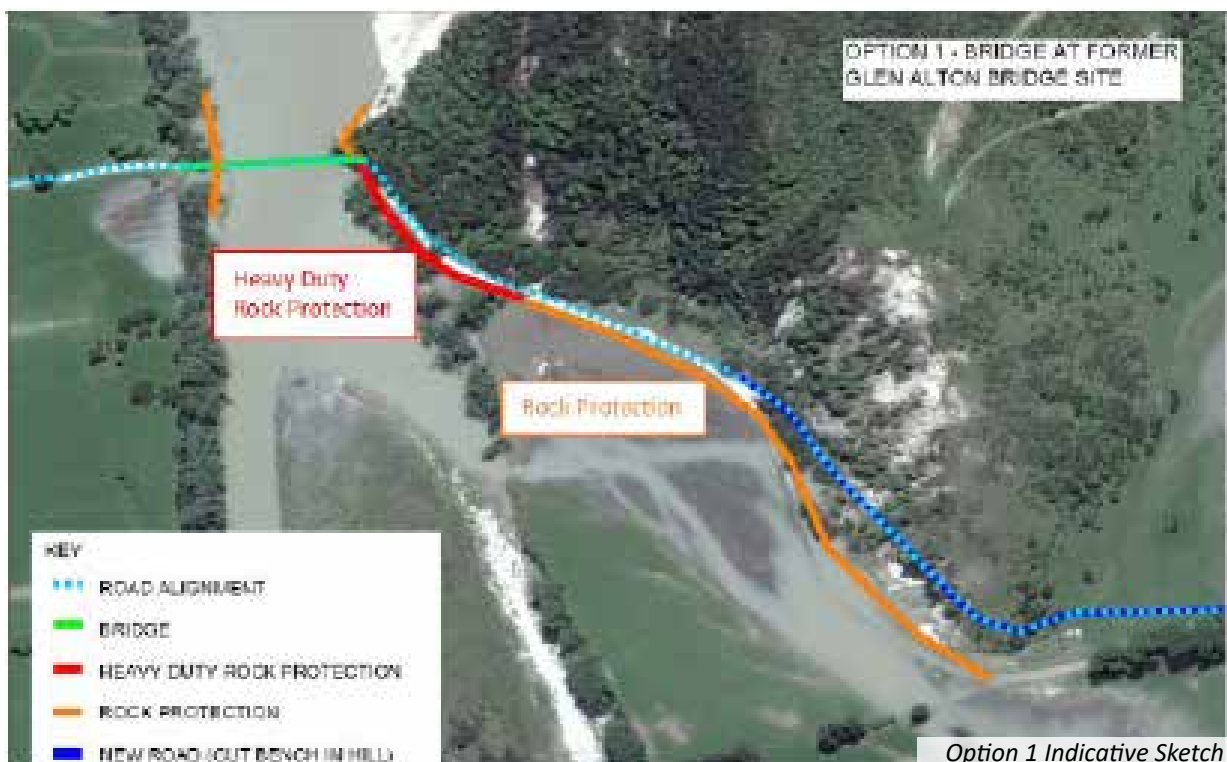 OPTION 1 - BRIDGE AT FORMER
GLEN ALTON BRIDGE SITE
Heavy Duty
Rock Protection
Rock Protection
KEY
ROAD ALIGNMENT
BRIDGE
HEAVY DUTY ROCK PROTECTION
ROCK PROTECTION
NEW ROAD (CUT BENCH IN HILL)
Option 1 Indicative Sketch